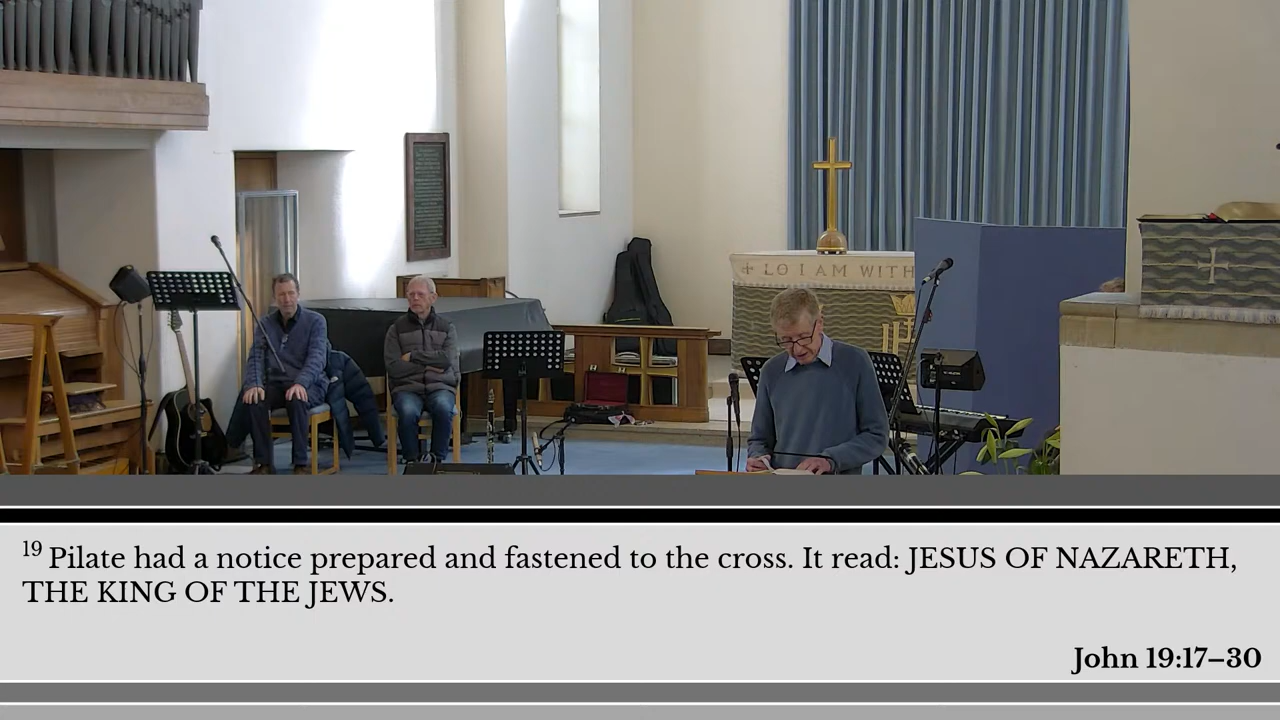 + LO I AM WITH
19 Pilate had a notice prepared and fastened to the cross. It read: JESUS OF NAZARETH,
THE KING OF THE JEWS.
John 19:17–30